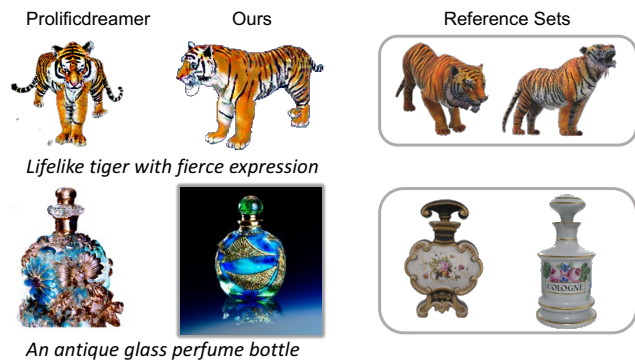 Prolificdreamer Ours Reference Sets
Lifelike tiger with fierce expression
COLOGNE
An antique glass perfume bottle